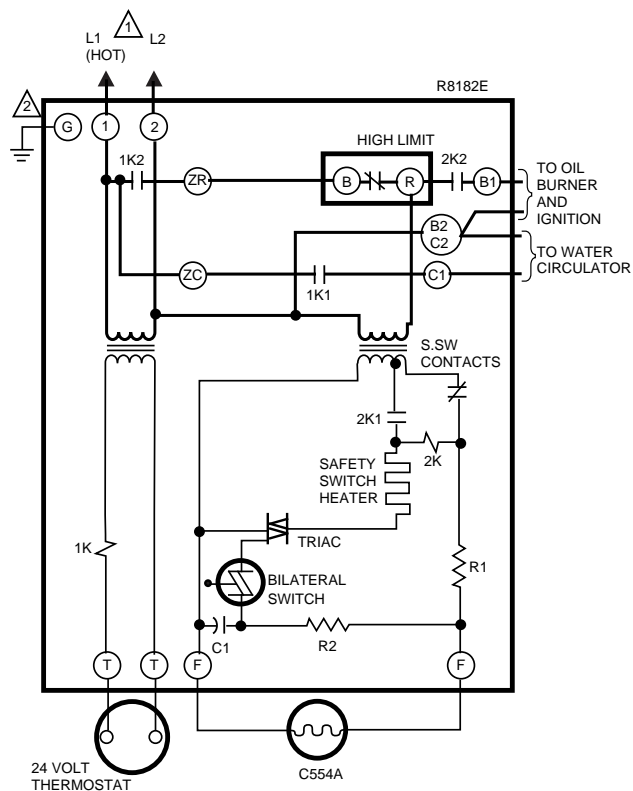 1
L1
(HOT)
L2
R8182E
2
G
1
2
HIGH LIMIT
1K2
ZR
B
R
2K2
B1
TO OIL
BURNER
AND
IGNITION
B2
C2
TO WATER
CIRCULATOR
ZC
1K1
C1
S.SW
CONTACTS
2K1
2K
SAFETY
SWITCH
HEATER
TRIAC
1K
R1
BILATERAL
SWITCH
C1
R2
T
T
F
F
24 VOLT
THERMOSTAT
C554A